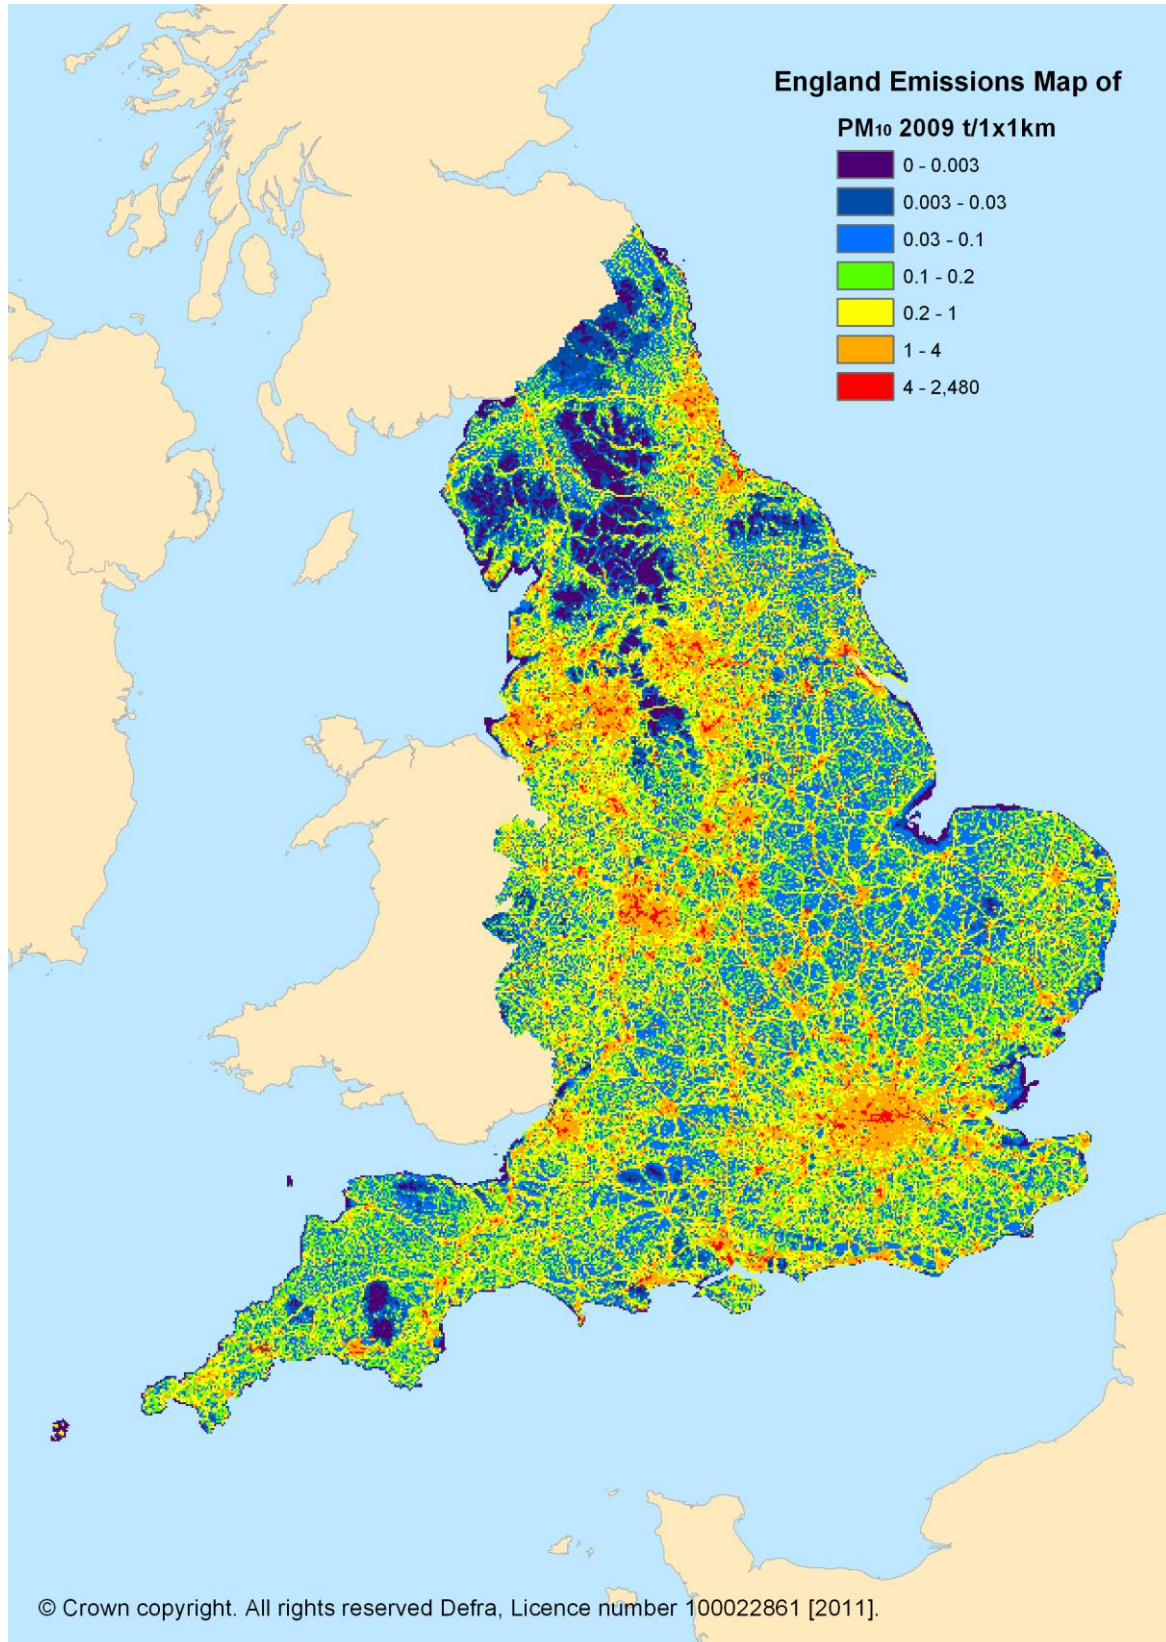 England Emissions Map of
PM₁₀ 2009 t/1x1km
0 - 0.003
0.003 - 0.03
0.03 - 0.1
0.1 - 0.2
0.2 - 1
1 - 4
4 - 2,480
© Crown copyright. All rights reserved Defra, Licence number 100022861 [2011].